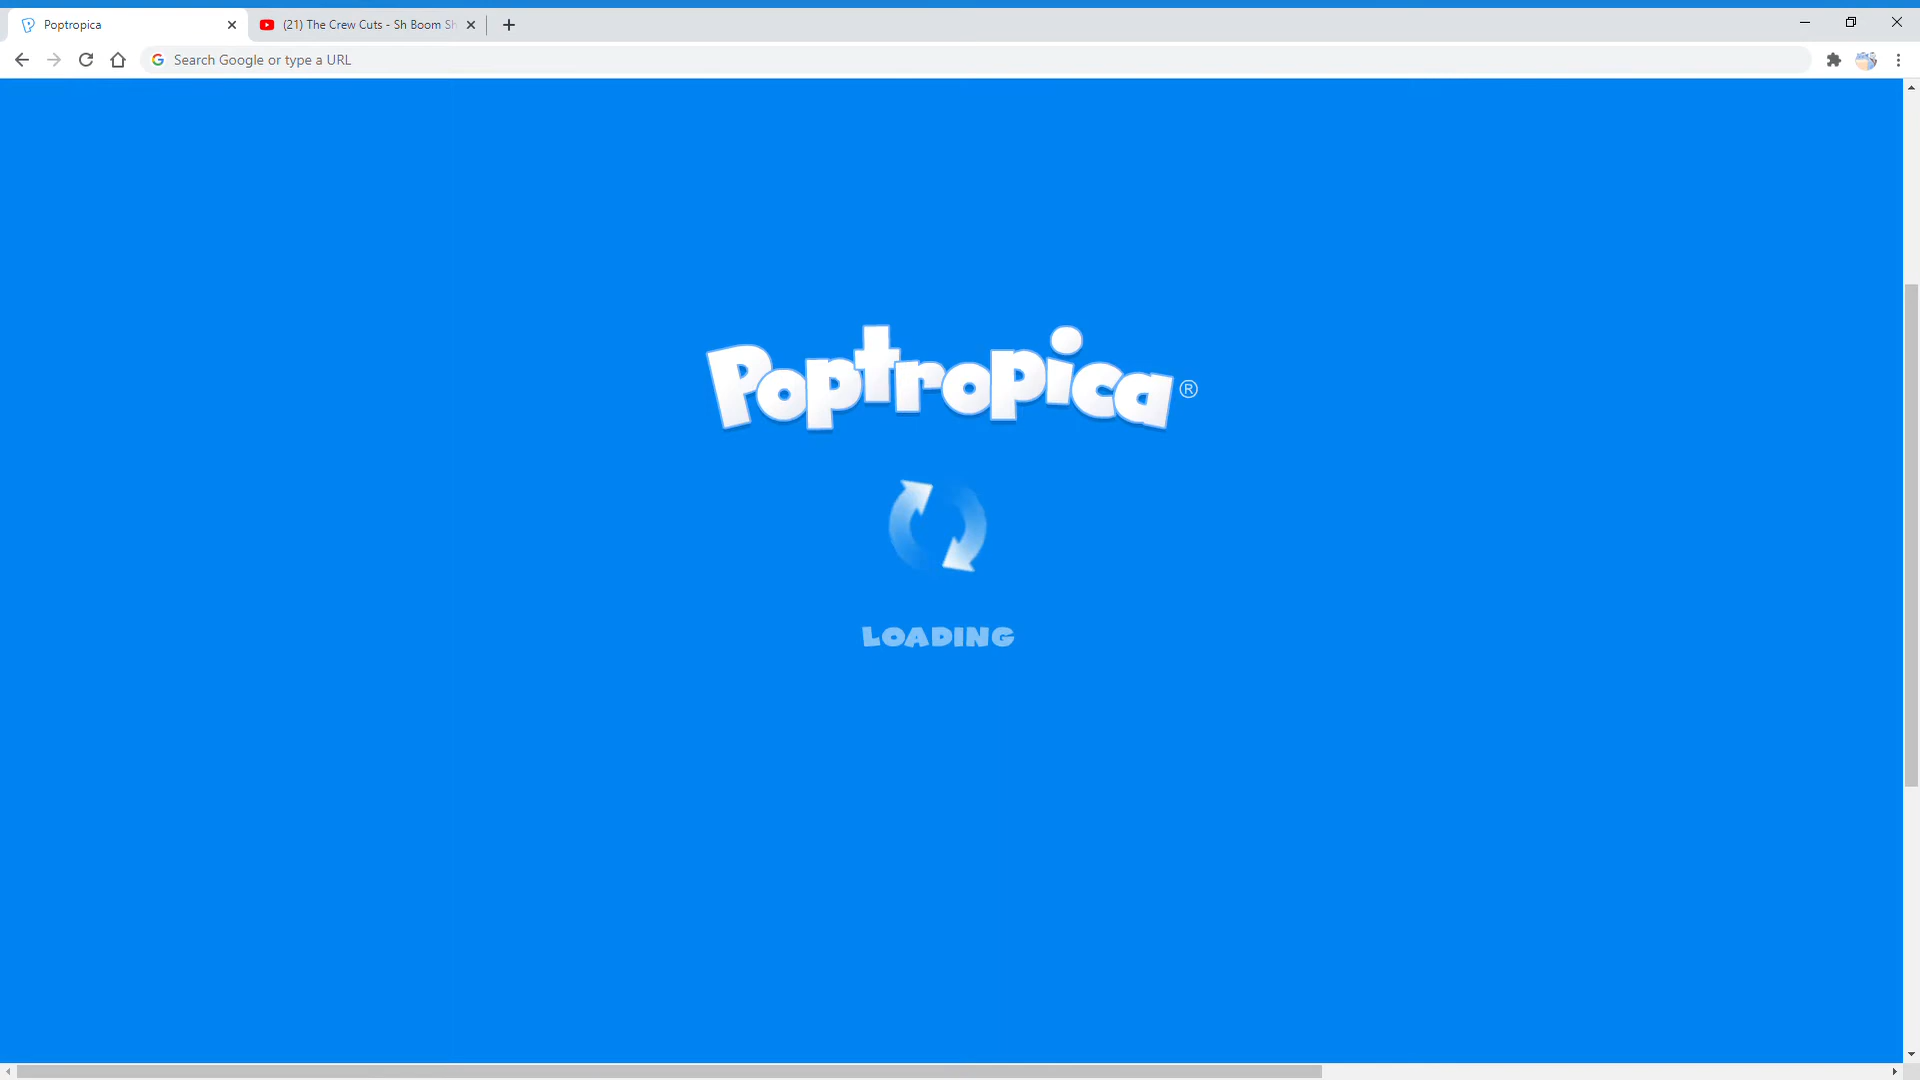 Poptropica
(21) The Crew Cuts - Sh Boom Sh
Search Google or type a URL
Poptropica®
LOADING